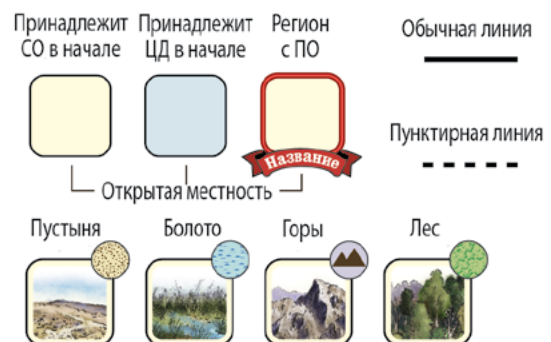 Принадлежит СО в начале
Принадлежит ЦД в начале
Регион с ПО
Обычная линия
Название
Пунктирная линия
Открытая местность
Пустыня
Болото
Горы
Лес